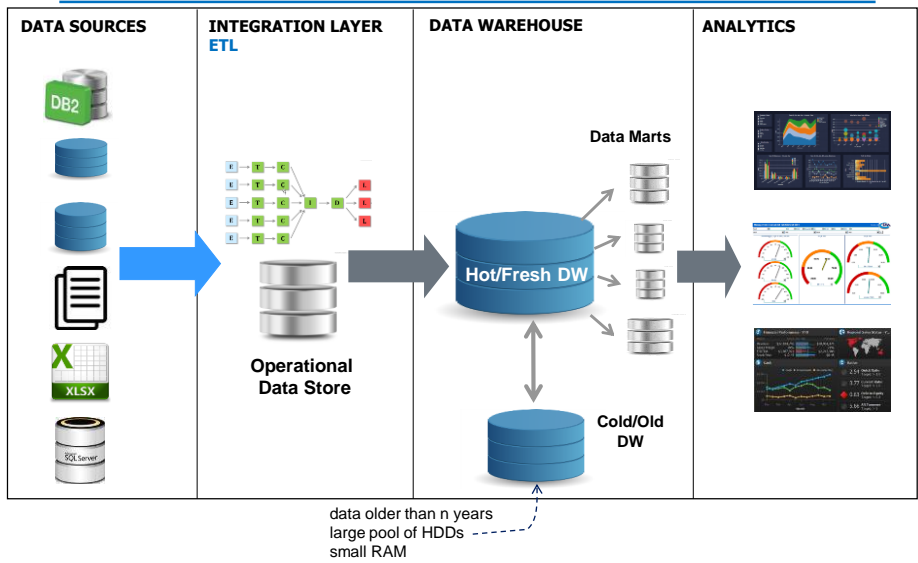 DATA SOURCES
INTEGRATION LAYER
ETL
DATA WAREHOUSE
ANALYTICS
DB2
X
XLSX
SQL Server
E T C
E T C
E T C I D L
E T C
E T C
L
L
Operational
Data Store
Data Marts
Hot/Fresh DW
Cold/Old
DW
data older than n years
large pool of HDDs
small RAM